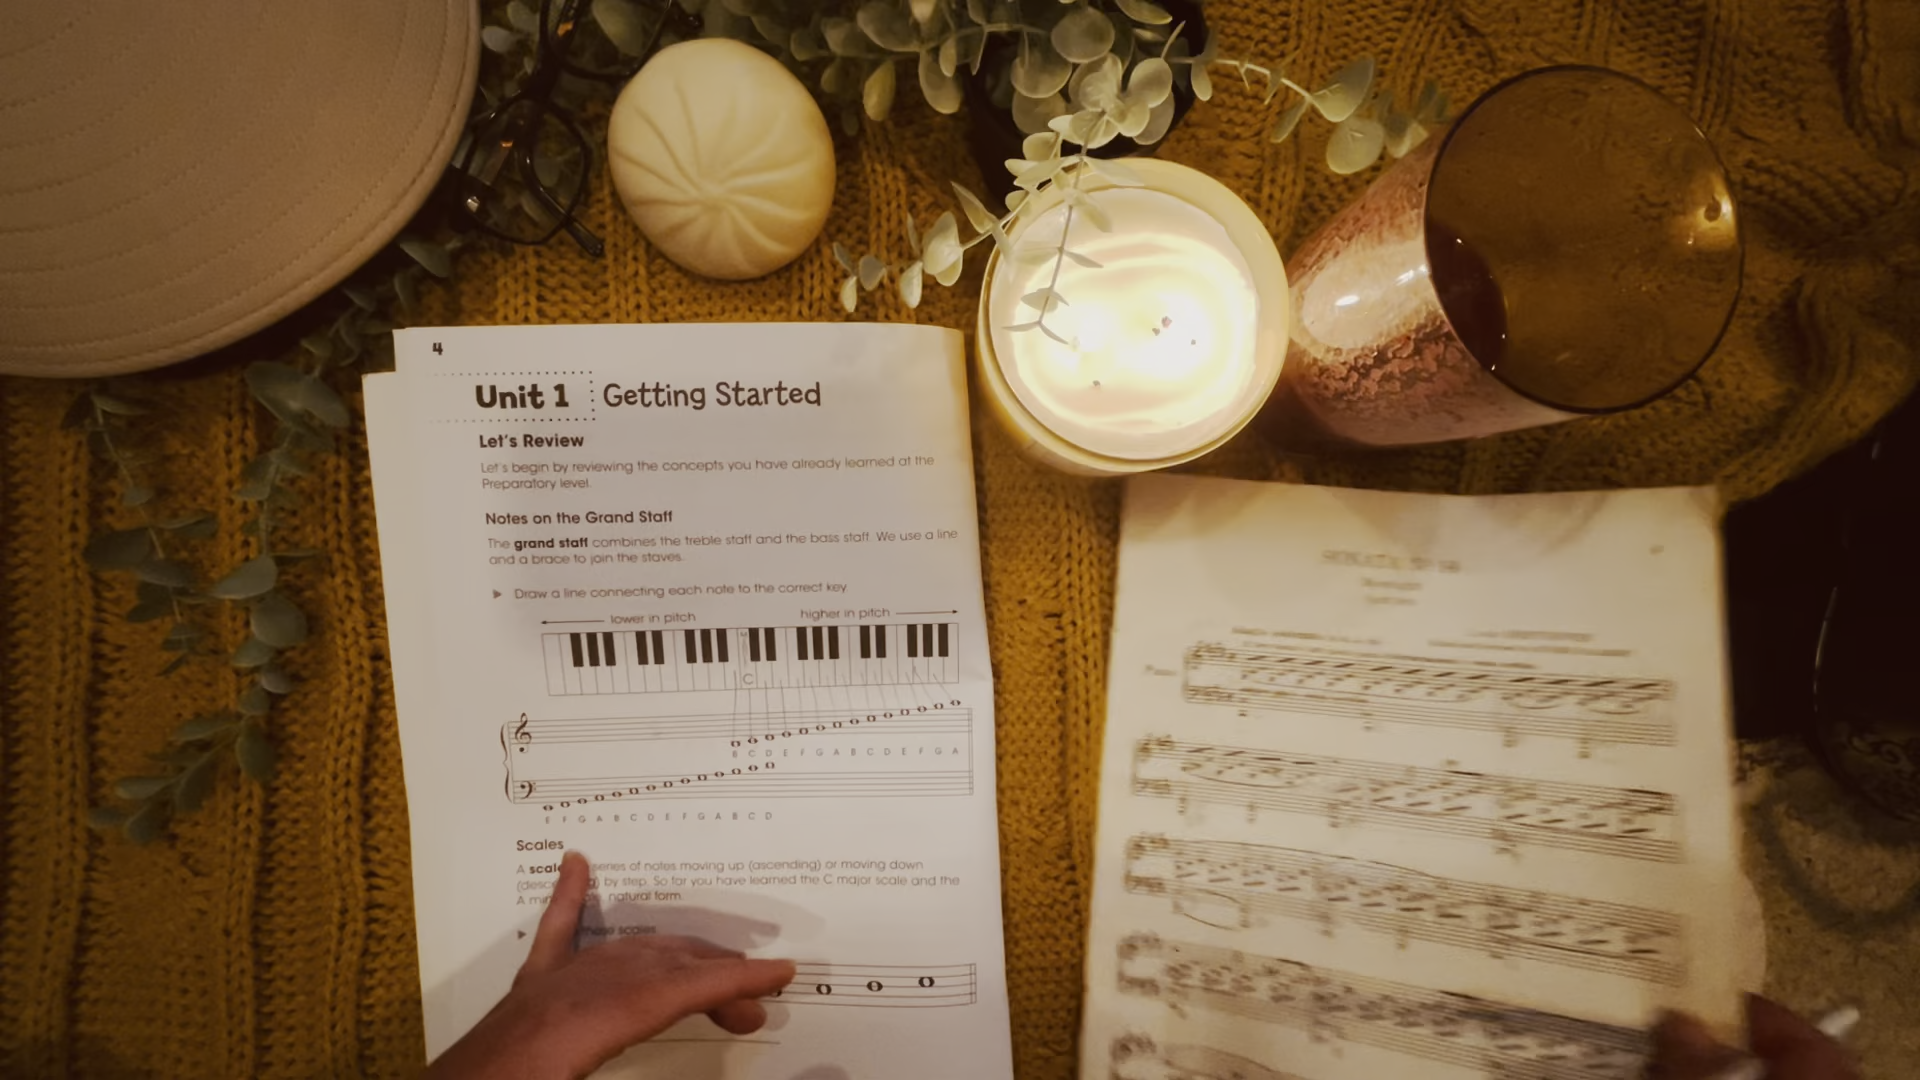 4
Unit 1 Getting Started
Let's Review
Let's begin by reviewing the concepts you have already learned at the
Preparatory level.
Notes on the Grand Staff
The grand staff combines the treble staff and the bass staff. We use a line
and a brace to join the staves.
Draw a line connecting each note to the correct key
lower in pitch higher in pitch
C
B C D E F G A B C D E F G A
E F G A B C D E F G A B C D
Scales
A scale series of notes moving up (ascending) or moving down
by step. So far you have learned the C major scale and the
A natural form.
these scales
SONATA